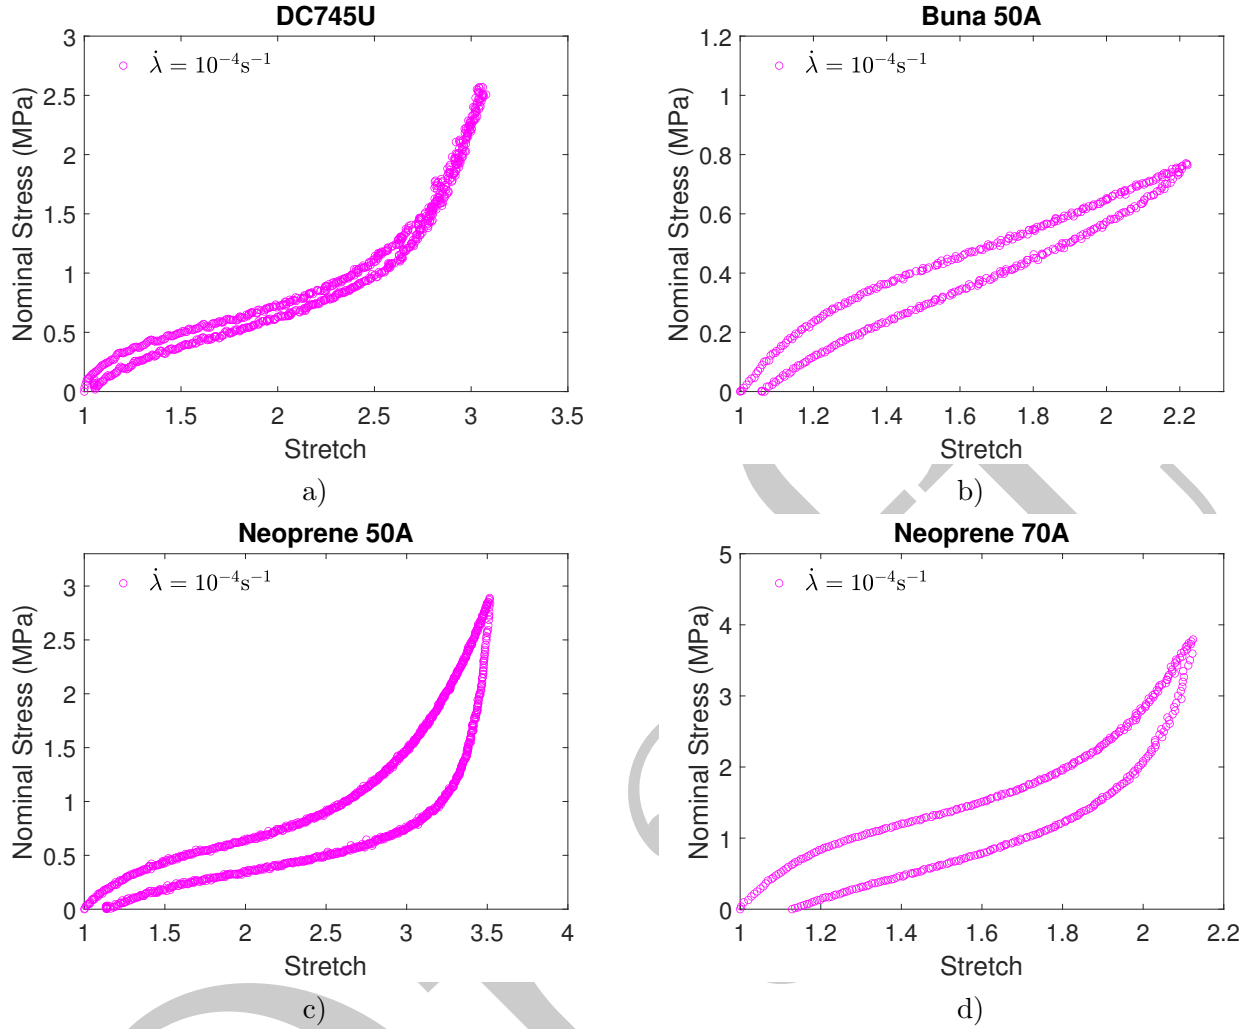 DC745U
λ̇ = 10⁻⁴s⁻¹
Nominal Stress (MPa)
3
2.5
2
1.5
1
0.5
0
1 1.5 2 2.5 3 3.5
Stretch
a)
Buna 50A
λ̇ = 10⁻⁴s⁻¹
Nominal Stress (MPa)
1.2
1
0.8
0.6
0.4
0.2
0
1 1.2 1.4 1.6 1.8 2 2.2
Stretch
b)
Neoprene 50A
λ̇ = 10⁻⁴s⁻¹
Nominal Stress (MPa)
3
2.5
2
1.5
1
0.5
0
1 1.5 2 2.5 3 3.5 4
Stretch
c)
Neoprene 70A
λ̇ = 10⁻⁴s⁻¹
Nominal Stress (MPa)
5
4
3
2
1
0
1 1.2 1.4 1.6 1.8 2 2.2
Stretch
d)